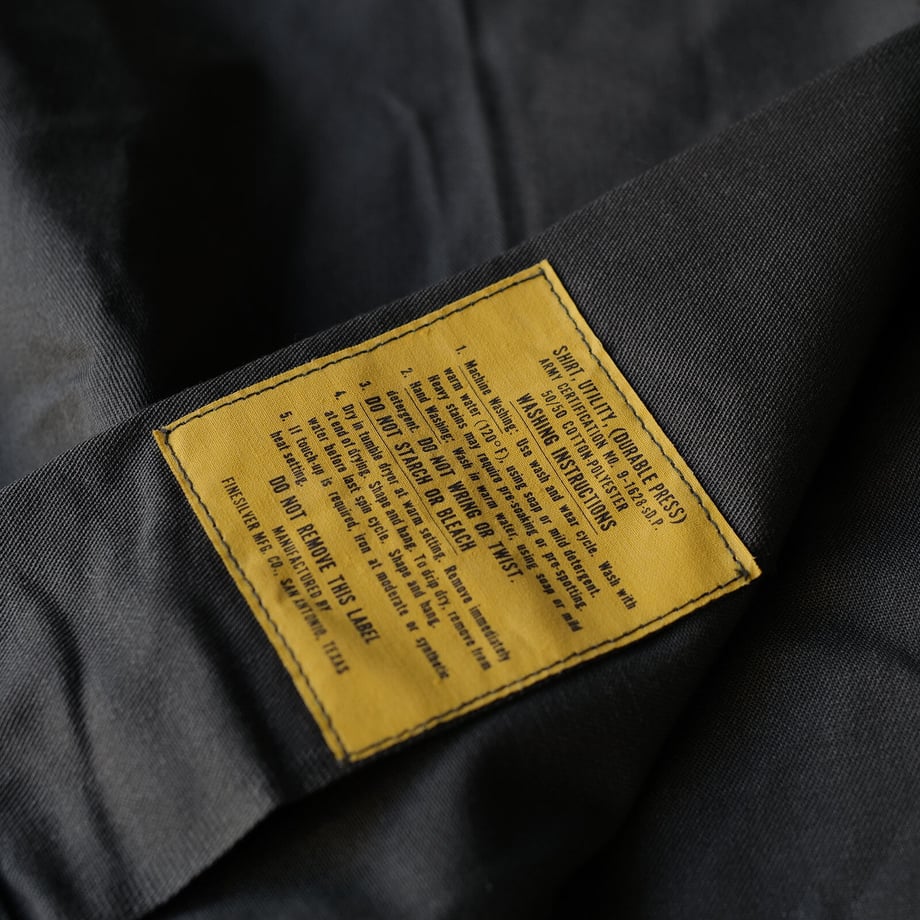 SHIRT UTILITY, (DURABLE PRESS)
ARMY CERTIFICATION NO. 9-1628-sD.P.
50/50 COTTON-POLYESTER
WASHING INSTRUCTIONS
1. Machine Washing: Use wash and wear cycle. Wash with
warm water (120°F), using soap or mild detergent.
Heavy stains may require pre-soaking or pre-spotting.
2. Hand Washing: Wash in warm water, using soap or mild
detergent. DO NOT WRING OR TWIST.
3. DO NOT STARCH OR BLEACH
4. Dry in tumble dryer at warm setting. Remove immediately
at end of drying. Shape and hang. To drip dry, remove from
water before last spin cycle. Shape and hang.
5. If touch-up is required, iron at moderate or synthetic
heat setting.
DO NOT REMOVE THIS LABEL
MANUFACTURED BY
FINESILVER MFG. CO., SAN ANTONIO, TEXAS